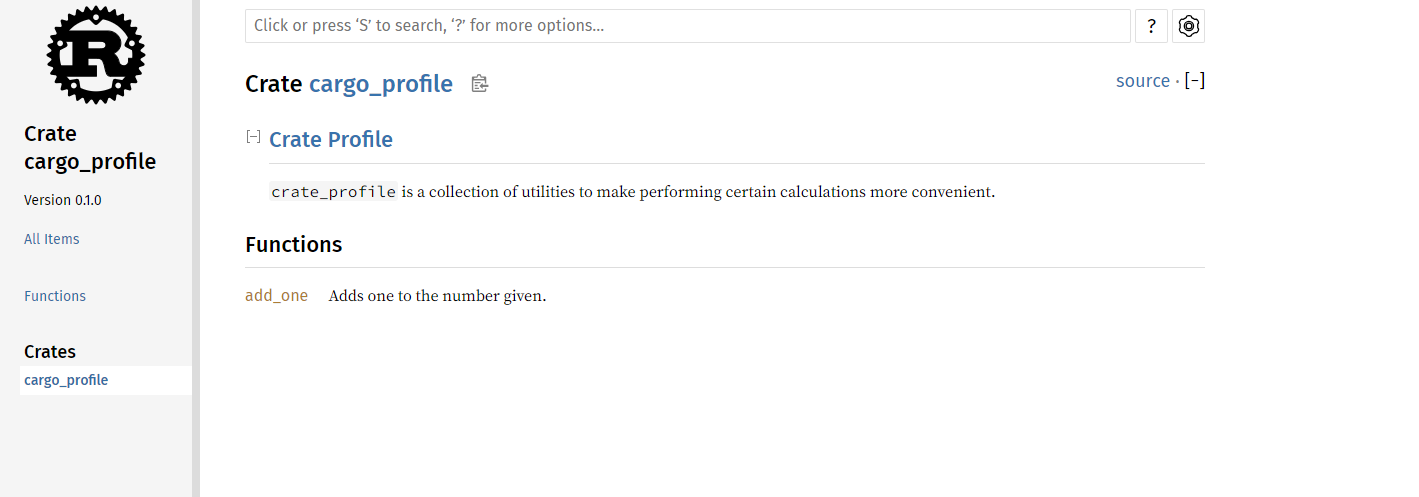 R
Crate
cargo_profile
Version 0.1.0
All Items
Functions
Crates
cargo_profile
Click or press ‘S’ to search, ‘?’ for more options…
?
Crate cargo_profile
source · [−]
[−] Crate Profile
crate_profile is a collection of utilities to make performing certain calculations more convenient.
Functions
add_one Adds one to the number given.